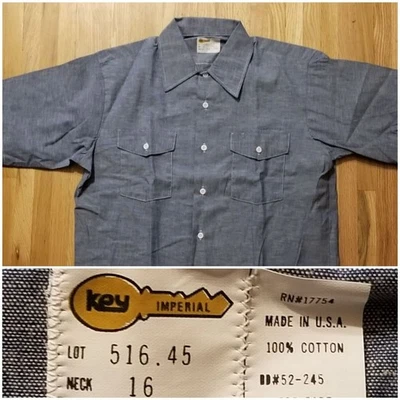 key IMPERIAL
LOT 516.45
NECK 16
RN#17754
MADE IN U.S.A.
100% COTTON
DD#52-245